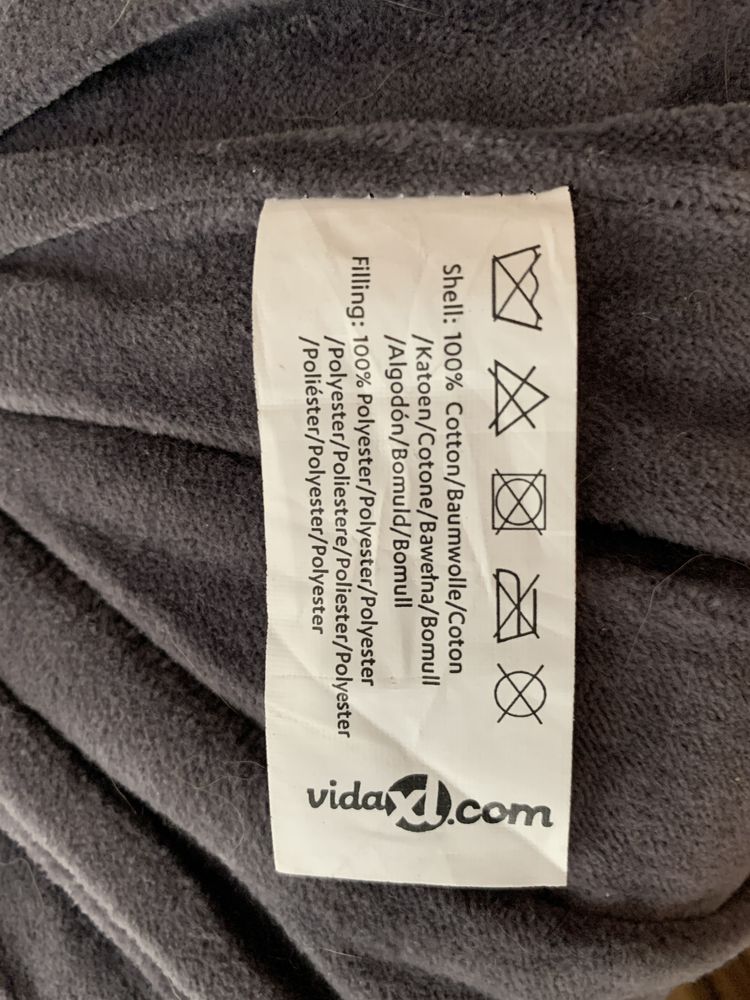 Shell: 100% Cotton/Baumwolle/Coton
/Katoen/Cotone/Bawełna/Bomull
/Algodón/Bomuld/Bomull
Filling: 100% Polyester/Polyester/Polyester
/Polyester/Poliestere/Poliester/Polyester
/Poliéster/Polyester/Polyester
vidaXL.com